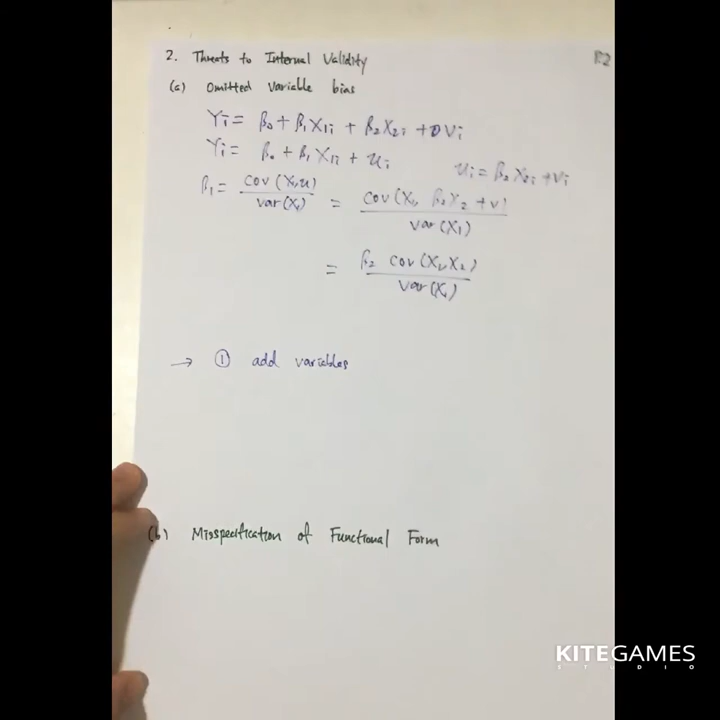 2. Threats to Internal Validity
(a) Omitted Variable bias
Yi = β0 + β1X1i + β2X2i + Vi
Yi = β0 + β1X1i + ui
ui = β2X2i + Vi
β1 = cov(X1,u) / var(X1) = cov(X1, β2X2 + v) / var(X1)
= β2 cov(X1,X2) / var(X1)
→ ① add variables
(b) Misspecification of Functional Form
KITEGAMES
STUDIO